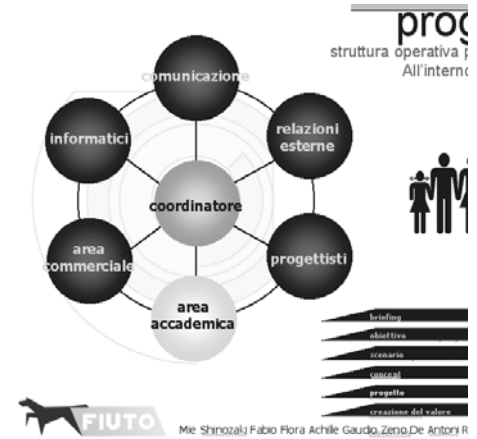 prog
struttura operativa p
All'interno
comunicazione
informatici
relazioni
esterne
coordinatore
area
commerciale
progettisti
area
accademica
briefing
obiettivo
scenario
concept
progetto
creazione del valore
FIUTO
Mie Shinozaki Fabio Flora Achille Gaudio Zeno De Antoni R